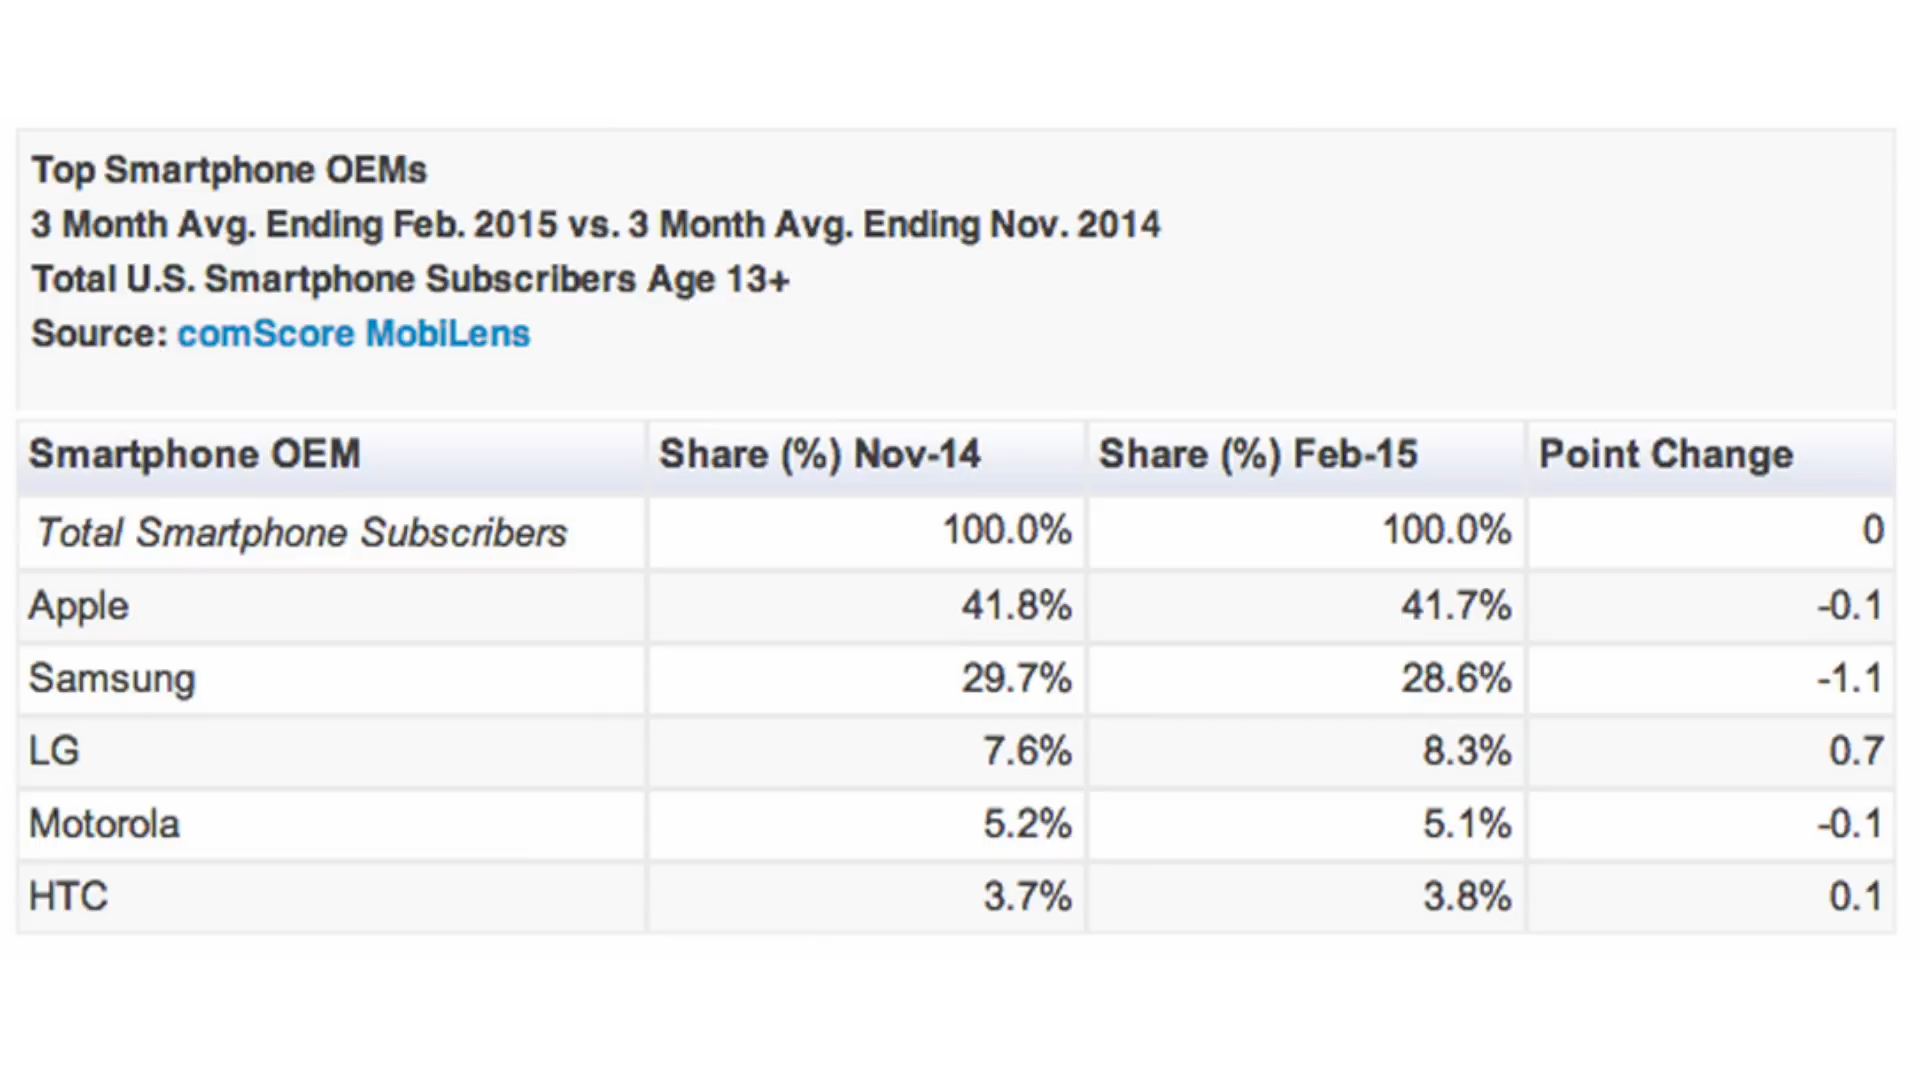 Top Smartphone OEMs
3 Month Avg. Ending Feb. 2015 vs. 3 Month Avg. Ending Nov. 2014
Total U.S. Smartphone Subscribers Age 13+
Source: comScore MobiLens
Smartphone OEM Share (%) Nov-14 Share (%) Feb-15 Point Change
Total Smartphone Subscribers 100.0% 100.0% 0
Apple 41.8% 41.7% -0.1
Samsung 29.7% 28.6% -1.1
LG 7.6% 8.3% 0.7
Motorola 5.2% 5.1% -0.1
HTC 3.7% 3.8% 0.1